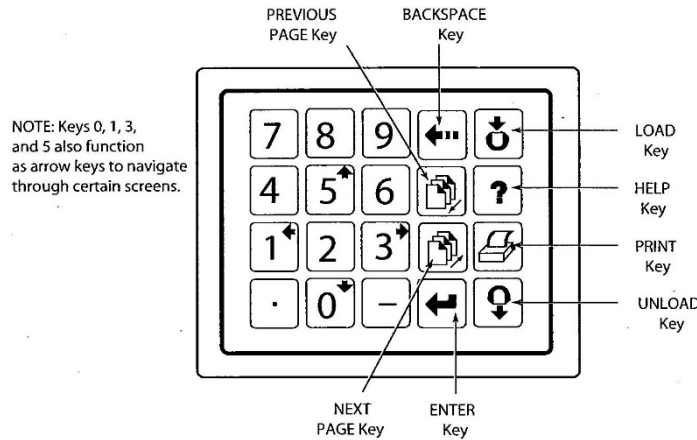 PREVIOUS
PAGE Key
BACKSPACE
Key
NOTE: Keys 0, 1, 3,
and 5 also function
as arrow keys to navigate
through certain screens.
7 8 9
LOAD
Key
4 5 6 ?
HELP
Key
1 2 3
PRINT
Key
. 0 –
UNLOAD
Key
NEXT
PAGE Key
ENTER
Key